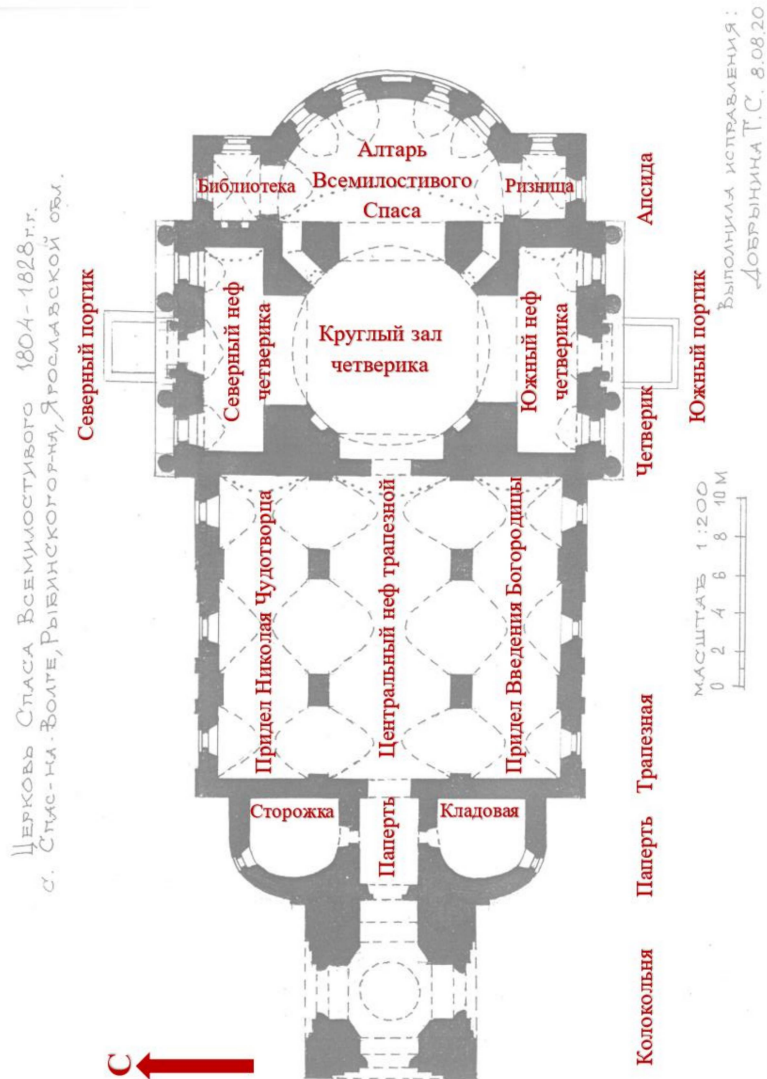 Церковь Спаса Всемилостивого 1804-1828 г.г.
с. Спас-на-Волге, Рыбинского р-на, Ярославской обл.
Выполнила исправления:
Добрынина Т.С. 8.08.20
Алтарь
Всемилостивого
Спаса
Библиотека
Ризница
Апсида
Северный портик
Северный неф
четверика
Круглый зал
четверика
Южный неф
четверика
Южный портик
Четверик
Придел Николая Чудотворца
Центральный неф трапезной
Придел Введения Богородицы
Трапезная
МАСШТАБ 1:200
0 2 4 6 8 10 М
Сторожка
Паперть
Кладовая
Паперть
Колокольня
С